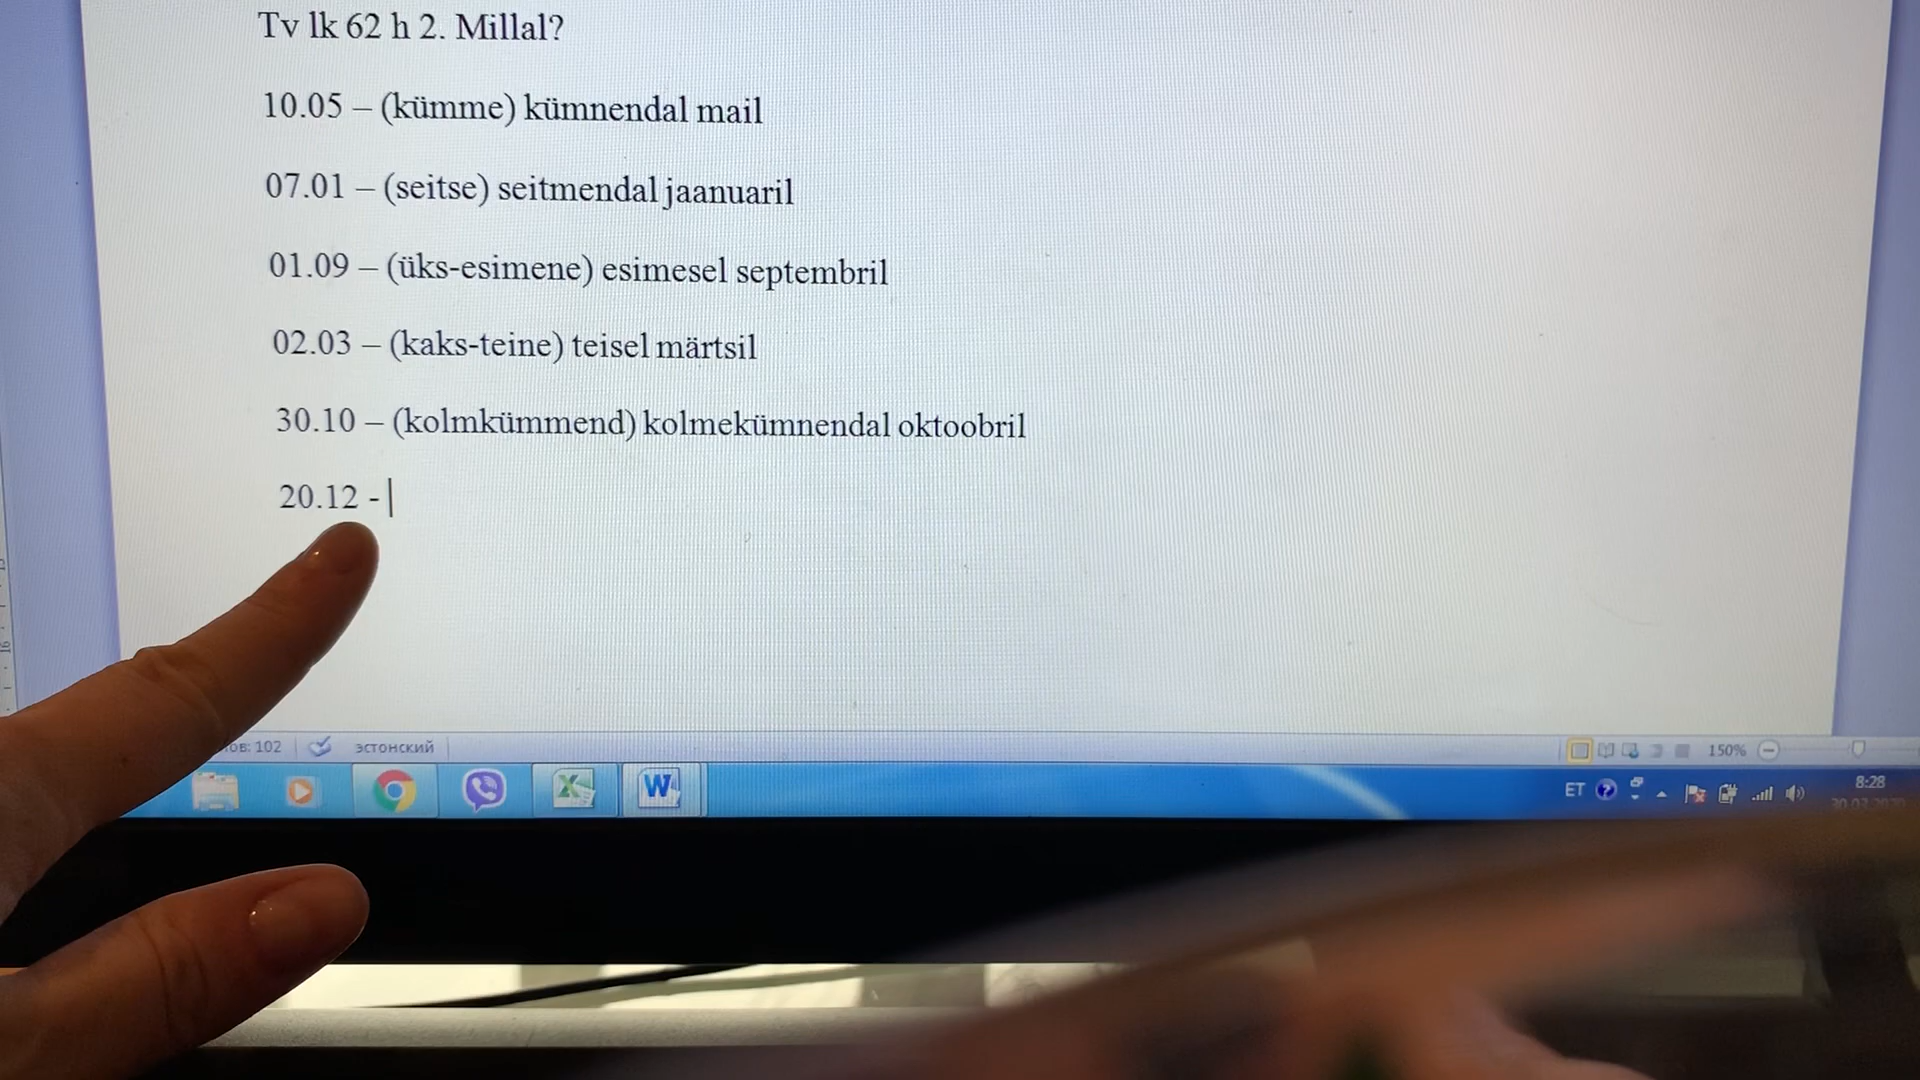 Tv lk 62 h 2. Millal?
10.05 – (kümme) kümnendal mail
07.01 – (seitse) seitmendal jaanuaril
01.09 – (üks-esimene) esimesel septembril
02.03 – (kaks-teine) teisel märtsil
30.10 – (kolmkümmend) kolmekümnendal oktoobril
20.12 -
102
эстонский
150%
W
ET
8:28